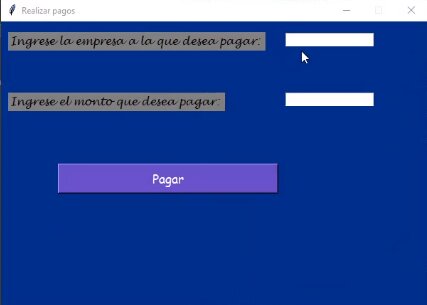 Realizar pagos
Ingrese la empresa a la que desea pagar:
Ingrese el monto que desea pagar:
Pagar